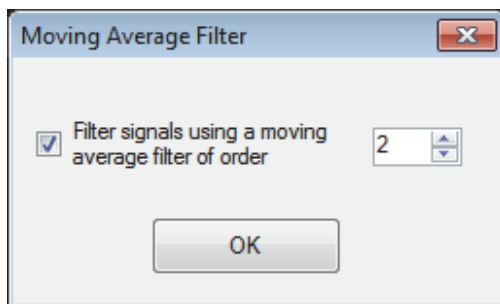 Moving Average Filter
Filter signals using a moving
average filter of order
2
OK